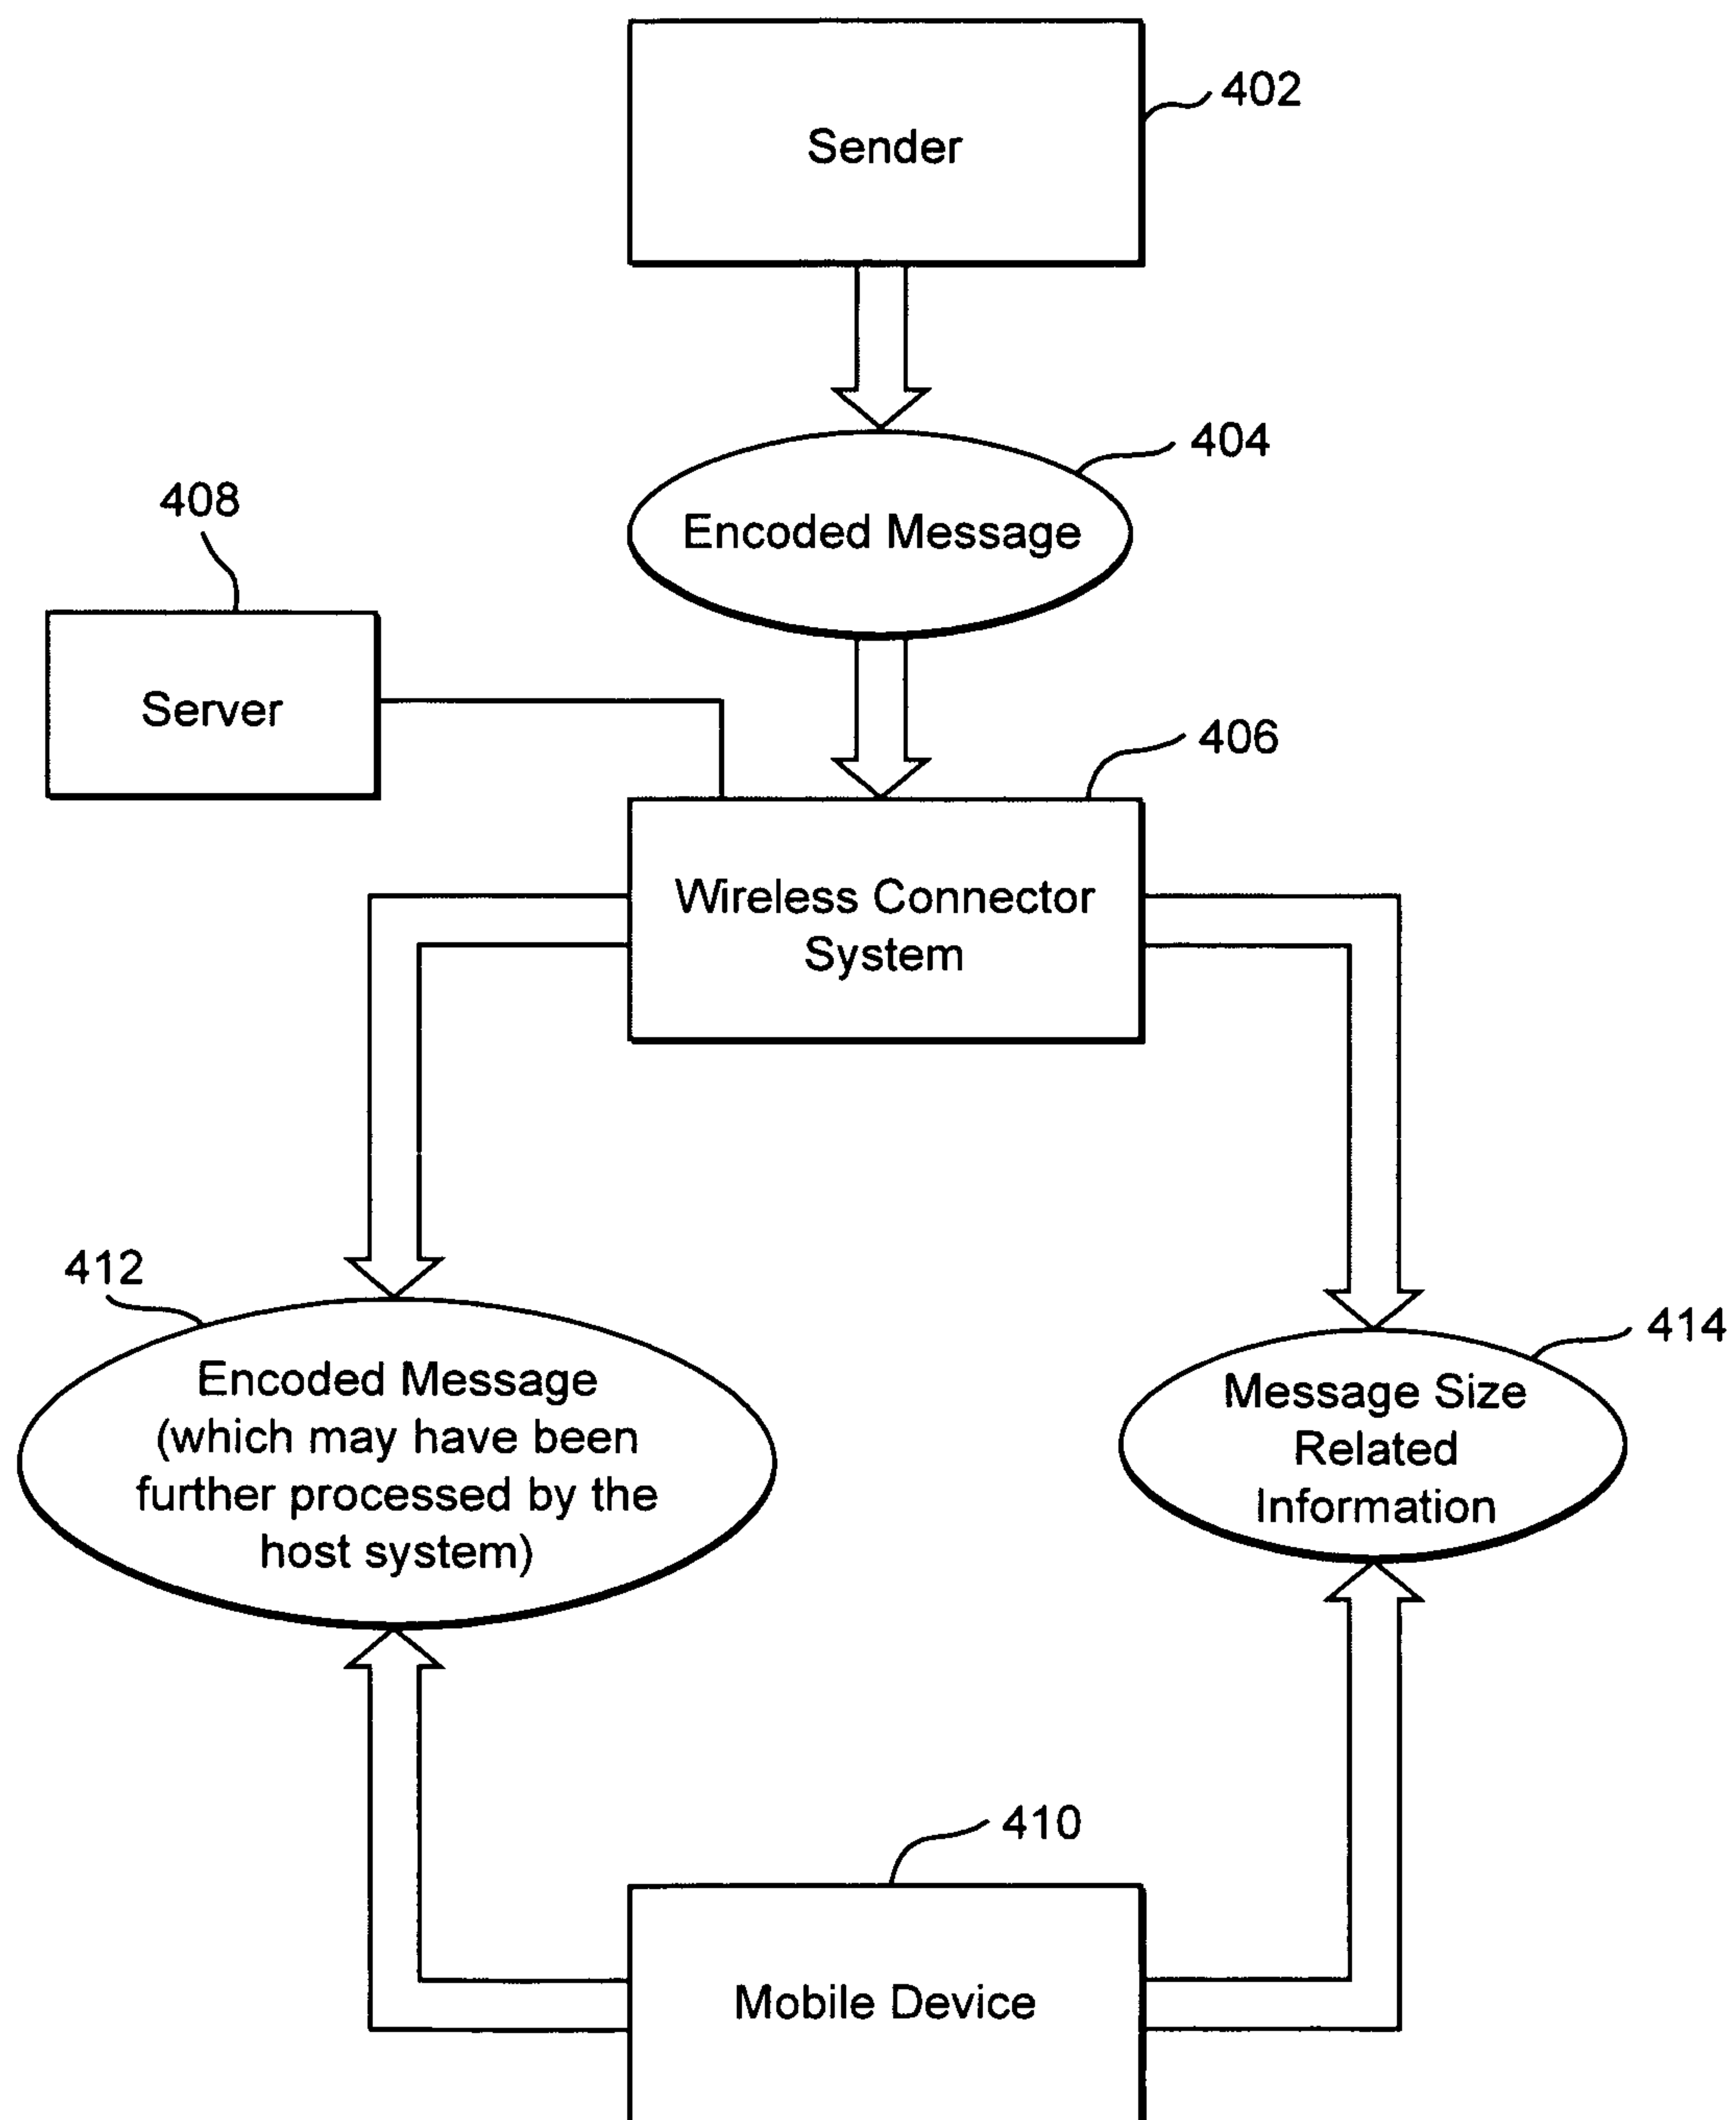 402
Sender
404
Encoded Message
408
Server
406
Wireless Connector
System
412
Encoded Message
(which may have been
further processed by the
host system)
414
Message Size
Related
Information
410
Mobile Device